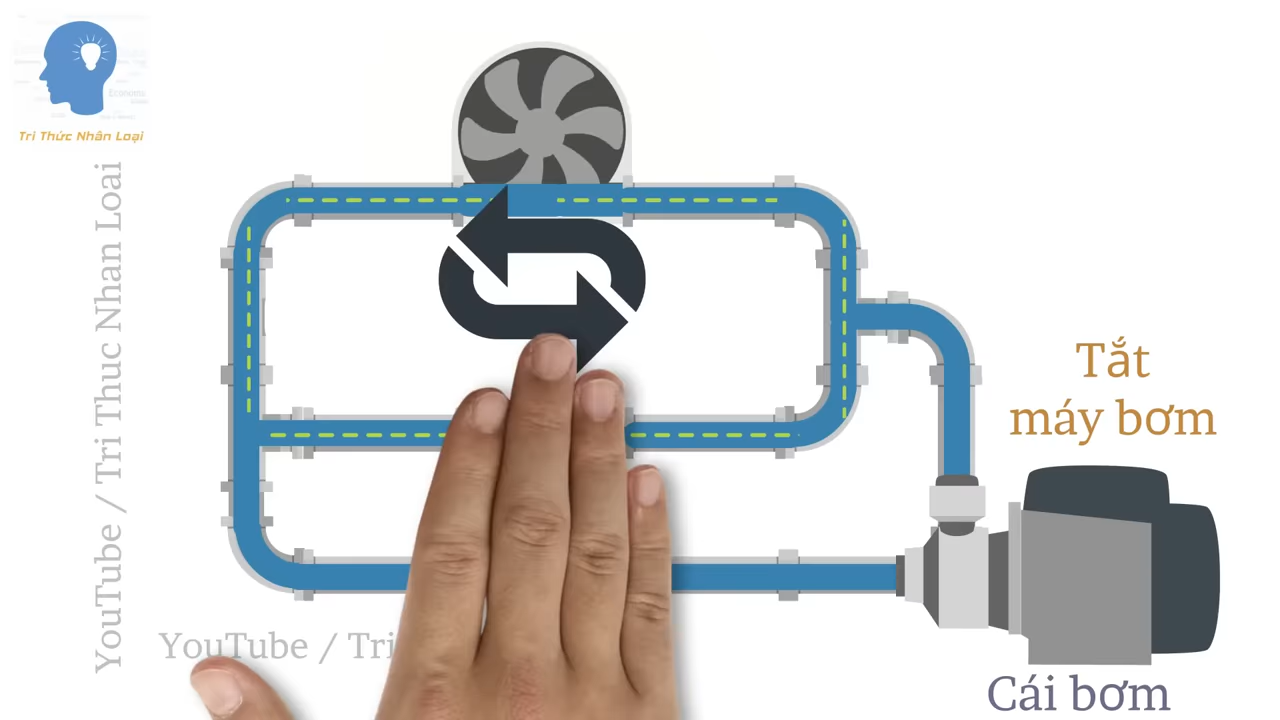 Tri Thức Nhân Loại
YouTube / Tri Thuc Nhan Loai
Tắt
máy bơm
YouTube / Tri
Cái bơm